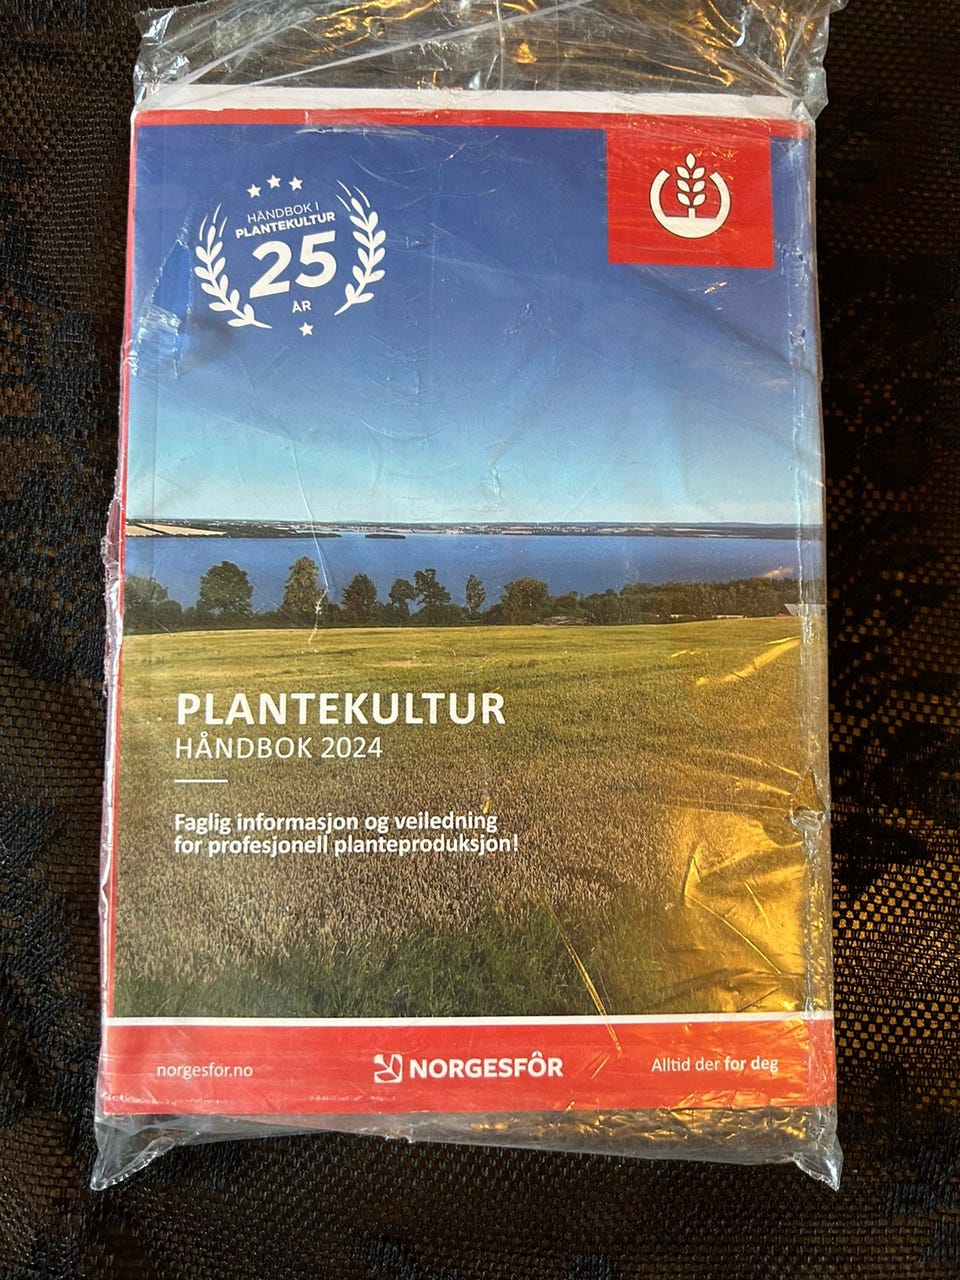 HÅNDBOK I
PLANTEKULTUR
25
ÅR
PLANTEKULTUR
HÅNDBOK 2024
Faglig informasjon og veiledning
for profesjonell planteproduksjon!
norgesfor.no
NORGESFÔR
Alltid der for deg